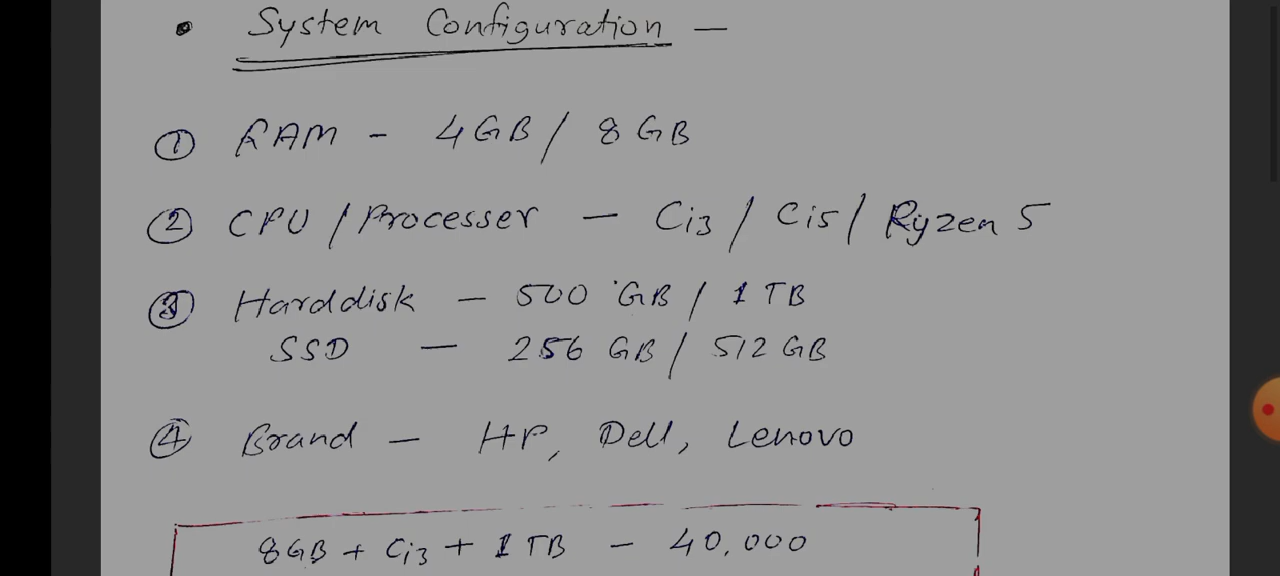 • System Configuration —
① RAM - 4GB / 8GB
② CPU / Processer — Ci3 / Ci5 / Ryzen 5
③ Harddisk — 500 GB / 1 TB
SSD — 256 GB / 512 GB
④ Brand — HP, Dell, Lenovo
8GB + Ci3 + 1 TB — 40,000